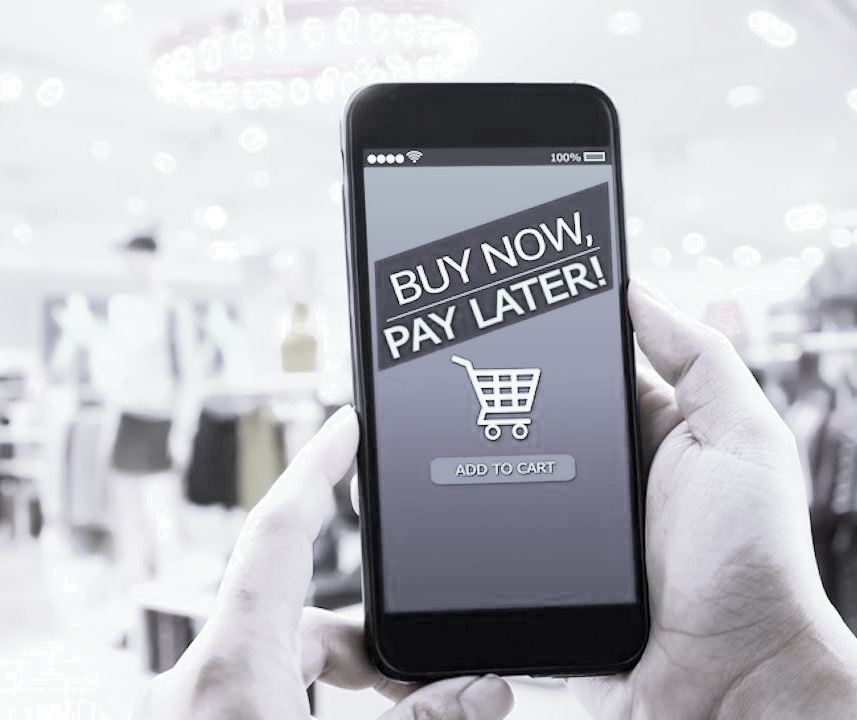 100%
BUY NOW,
PAY LATER!
ADD TO CART